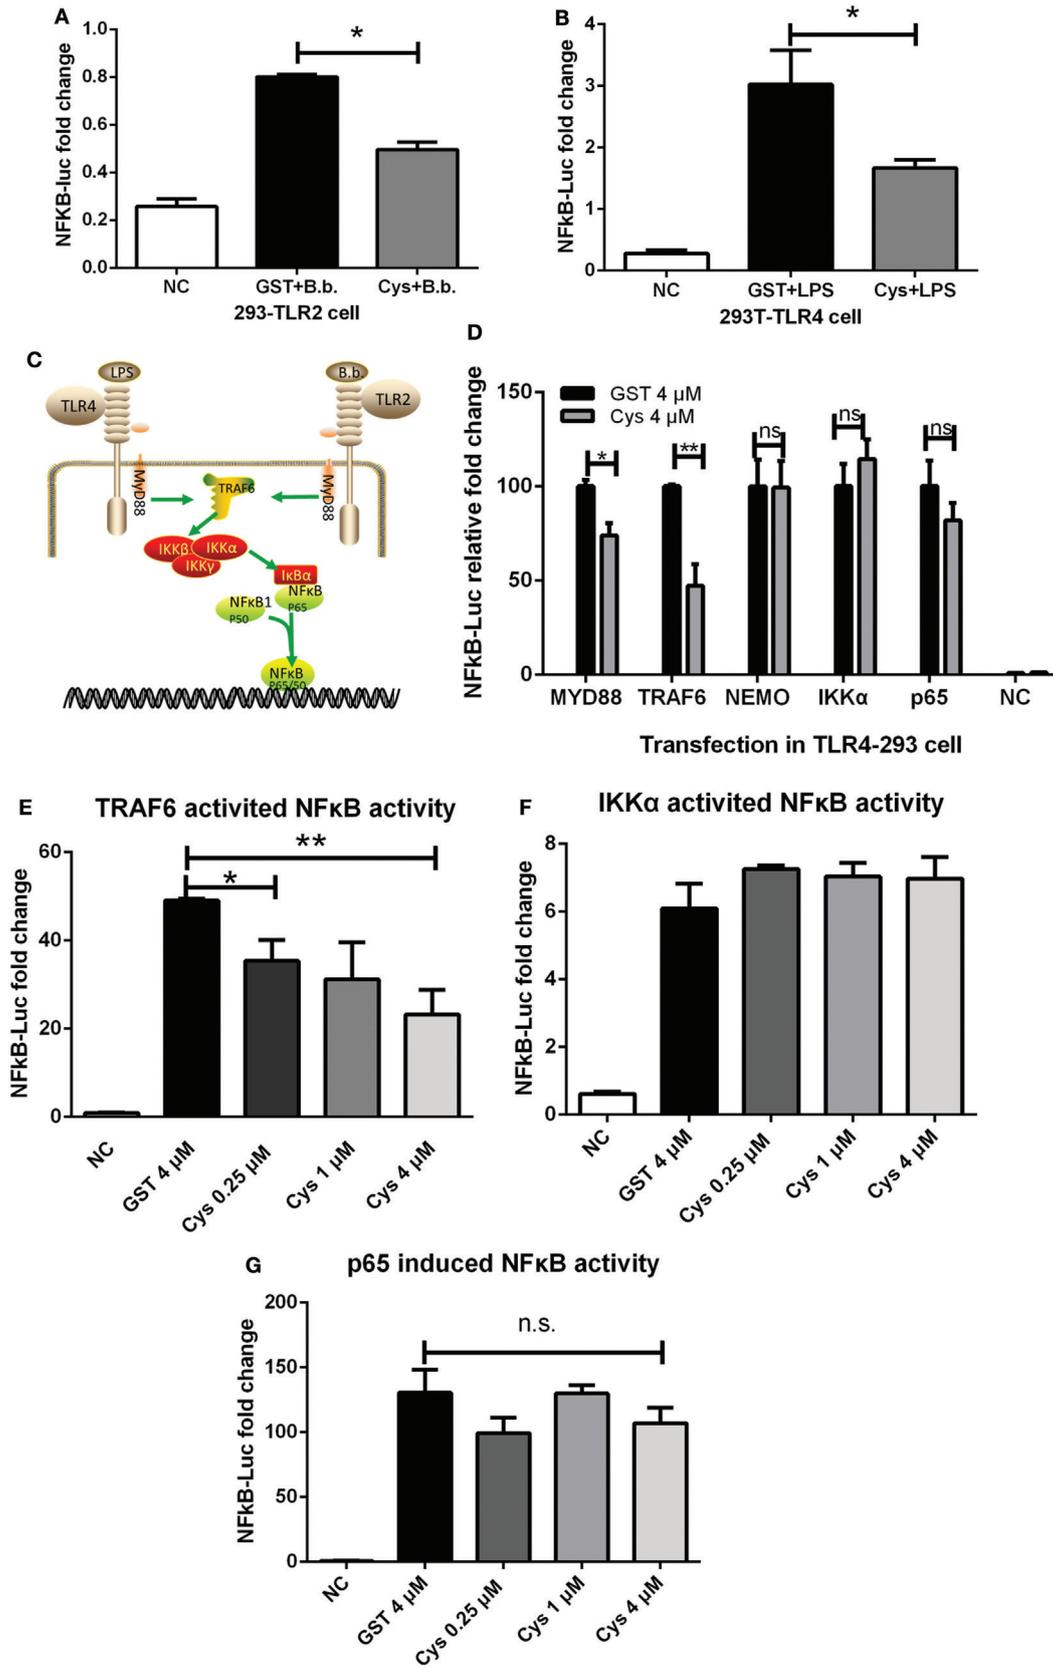 A
NFKB-luc fold change
1.0
0.8
0.6
0.4
0.2
0.0
*
NC
GST+B.b.
Cys+B.b.
293-TLR2 cell
B
NFkB-Luc fold change
4
3
2
1
0
*
NC
GST+LPS
Cys+LPS
293T-TLR4 cell
C
LPS
TLR4
B.b.
TLR2
MyD88
TRAF6
MyD88
IKKβ
IKKα
IKKγ
IκBα
NFκB
P65
NFκB1
P50
NFκB
P65/50
D
NFkB-Luc relative fold change
150
100
50
0
GST 4 µM
Cys 4 µM
*
**
ns
ns
ns
MYD88
TRAF6
NEMO
IKKα
p65
NC
Transfection in TLR4-293 cell
E
TRAF6 activited NFκB activity
NFkB-Luc fold change
60
40
20
0
**
*
NC
GST 4 µM
Cys 0.25 µM
Cys 1 µM
Cys 4 µM
F
IKKα activited NFκB activity
NFkB-Luc fold change
8
6
4
2
0
NC
GST 4 µM
Cys 0.25 µM
Cys 1 µM
Cys 4 µM
G
p65 induced NFκB activity
NFkB-Luc fold change
200
150
100
50
0
n.s.
NC
GST 4 µM
Cys 0.25 µM
Cys 1 µM
Cys 4 µM